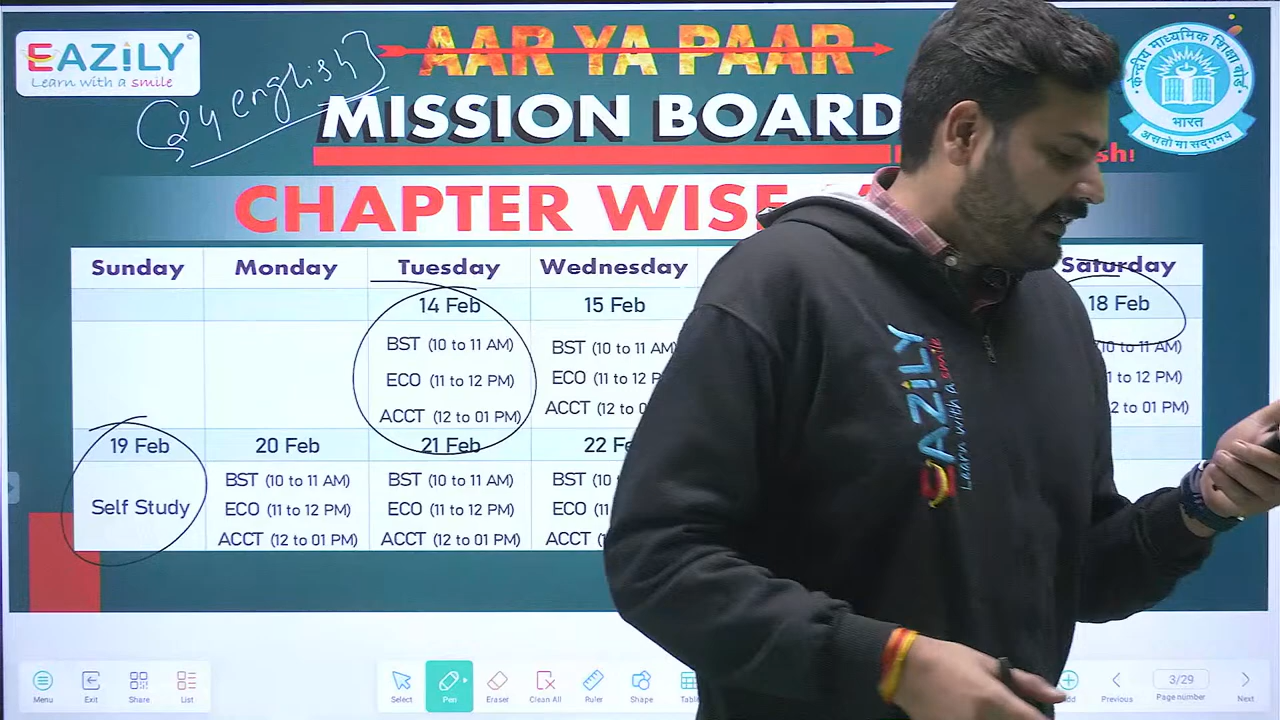 EAZiLY
Learn with a smile
(24 english)
AAR YA PAAR
MISSION BOARD
sh!
केन्द्रीय माध्यमिक शिक्षा बोर्ड
भारत
असतो मा सद्गमय
CHAPTER WISE
Sunday Monday Tuesday Wednesday Saturday
14 Feb 15 Feb 18 Feb
BST (10 to 11 AM) BST (10 to 11 AM) (10 to 11 AM)
ECO (11 to 12 PM) ECO (11 to 12 P 1 to 12 PM)
ACCT (12 to 01 PM) ACCT (12 to 0 2 to 01 PM)
19 Feb 20 Feb 21 Feb 22 Fe
Self Study
BST (10 to 11 AM) BST (10 to 11 AM) BST (10
ECO (11 to 12 PM) ECO (11 to 12 PM) ECO (11
ACCT (12 to 01 PM) ACCT (12 to 01 PM) ACCT (12
EAZiLY
Learn with a smile
Menu Exit Share List Select Pen Eraser Clean All Ruler Shape Table dd Previous 3/29 Page number Next